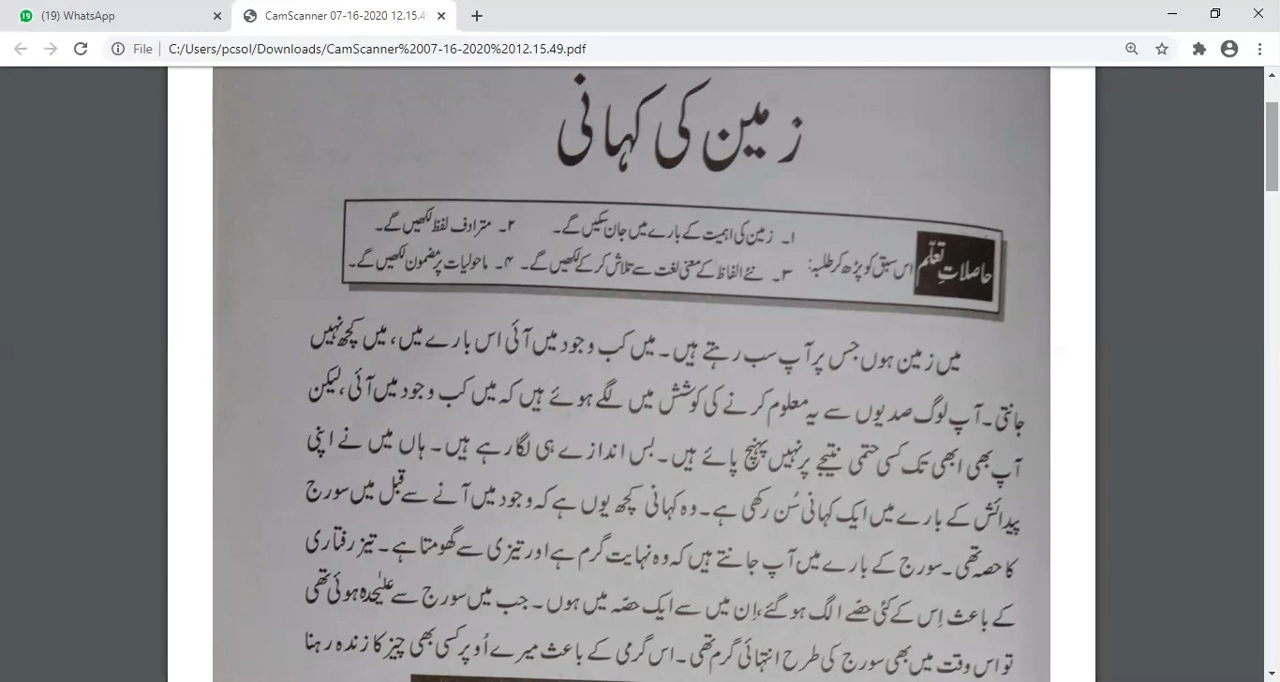 (19) WhatsApp
CamScanner 07-16-2020 12.15.4
File
C:/Users/pcsol/Downloads/CamScanner%2007-16-2020%2012.15.49.pdf
زمین کی کہانی
حاصلاتِ تعلّم
اس سبق کو پڑھ کر طلبہ:
۱۔ زمین کی اہمیت کے بارے میں جان سکیں گے۔ ۲۔ مترادف لفظ لکھیں گے۔
۳۔ نئے الفاظ کے معنیٰ لغت سے تلاش کر کے لکھیں گے۔ ۴۔ ماحولیات پر مضمون لکھیں گے۔
میں زمین ہوں جس پر آپ سب رہتے ہیں۔ میں کب وجود میں آئی اس بارے میں، میں کچھ نہیں
جانتی۔ آپ لوگ صدیوں سے یہ معلوم کرنے کی کوشش میں لگے ہوئے ہیں کہ میں کب وجود میں آئی، لیکن
آپ بھی ابھی تک کسی حتمی نتیجے پر نہیں پہنچ پائے ہیں۔ بس اندازے ہی لگا رہے ہیں۔ ہاں میں نے اپنی
پیدائش کے بارے میں ایک کہانی سُن رکھی ہے۔ وہ کہانی کچھ یوں ہے کہ وجود میں آنے سے قبل میں سورج
کا حصہ تھی۔ سورج کے بارے میں آپ جانتے ہیں کہ وہ نہایت گرم ہے اور تیزی سے گھومتا ہے۔ تیز رفتاری
کے باعث اِس کے کئی حصّے الگ ہو گئے، اِن میں سے ایک حصّہ میں ہوں۔ جب میں سورج سے علیٰحدہ ہوئی تھی
تو اس وقت میں بھی سورج کی طرح انتہائی گرم تھی۔ اس گرمی کے باعث میرے اُوپر کسی بھی چیز کا زندہ رہنا